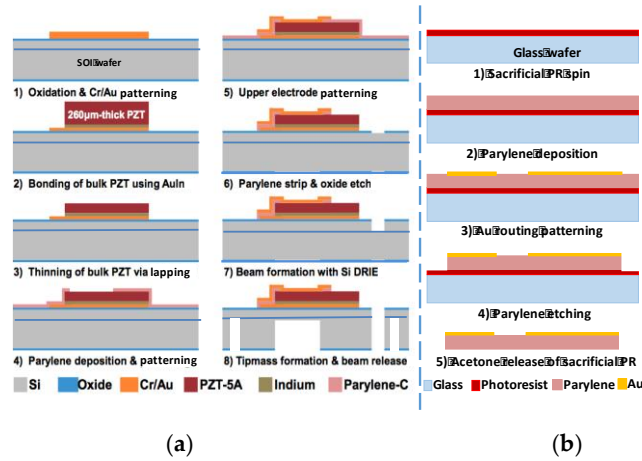 SOI wafer
1) Oxidation & Cr/Au patterning
5) Upper electrode patterning
260µm-thick PZT
2) Bonding of bulk PZT using AuIn
6) Parylene strip & oxide etch
3) Thinning of bulk PZT via lapping
7) Beam formation with Si DRIE
4) Parylene deposition & patterning
8) Tipmass formation & beam release
Si Oxide Cr/Au PZT-5A Indium Parylene-C
(a)
Glass wafer
1) Sacrificial PR spin
2) Parylene deposition
3) Au routing patterning
4) Parylene etching
5) Acetone release of sacrificial PR
Glass Photoresist Parylene Au
(b)